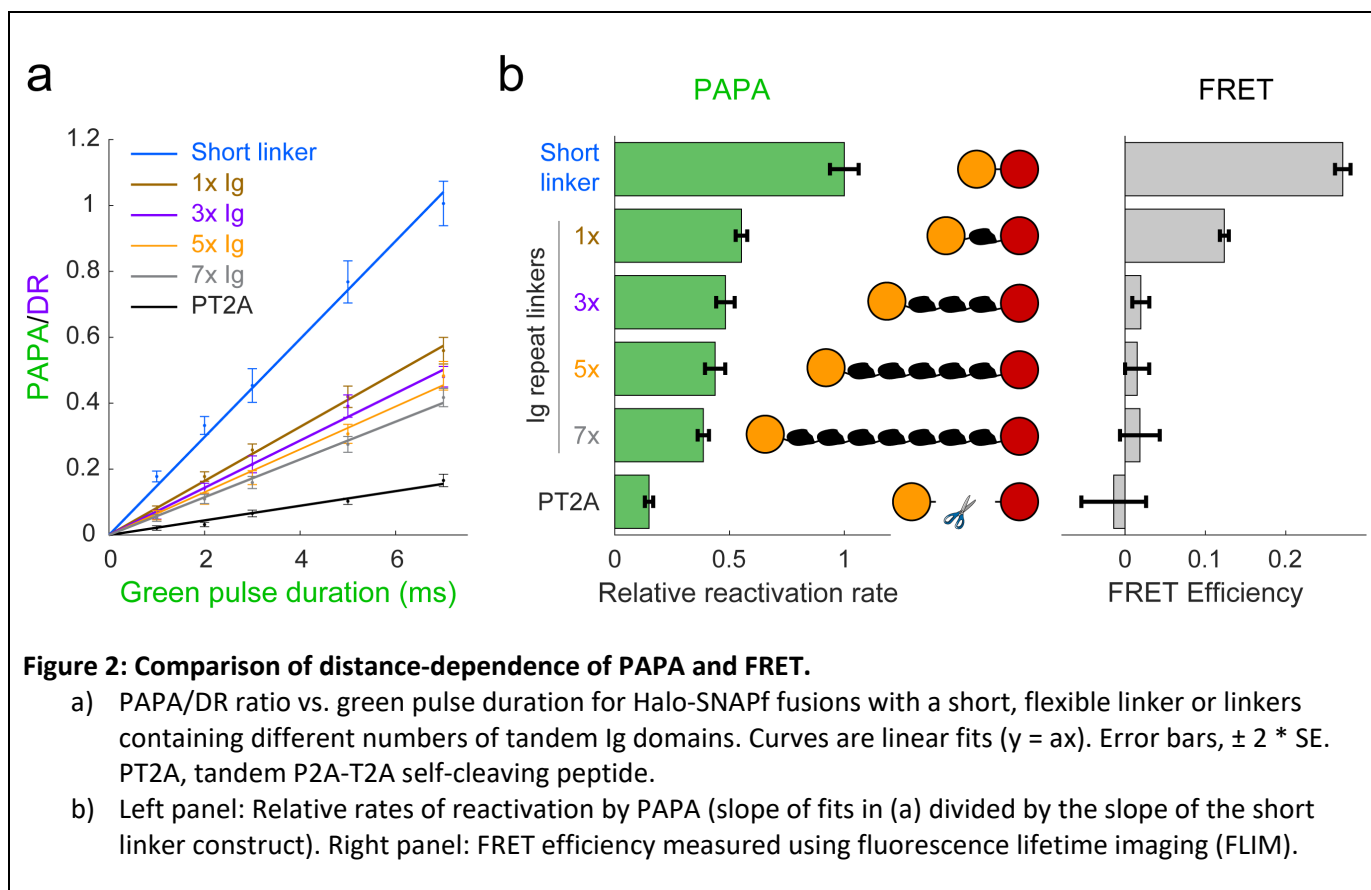 a
1.2
1
0.8
0.6
0.4
0.2
0
0
2
4
6
PAPA/DR
Green pulse duration (ms)
Short linker
1x Ig
3x Ig
5x Ig
7x Ig
PT2A
b
PAPA
FRET
Short
linker
Ig repeat linkers
1x
3x
5x
7x
PT2A
0
0.5
1
Relative reactivation rate
0
0.2
FRET Efficiency
Figure 2: Comparison of distance-dependence of PAPA and FRET.
a) PAPA/DR ratio vs. green pulse duration for Halo-SNAPf fusions with a short, flexible linker or linkers
containing different numbers of tandem Ig domains. Curves are linear fits (y = ax). Error bars, ± 2 * SE.
PT2A, tandem P2A-T2A self-cleaving peptide.
b) Left panel: Relative rates of reactivation by PAPA (slope of fits in (a) divided by the slope of the short
linker construct). Right panel: FRET efficiency measured using fluorescence lifetime imaging (FLIM).